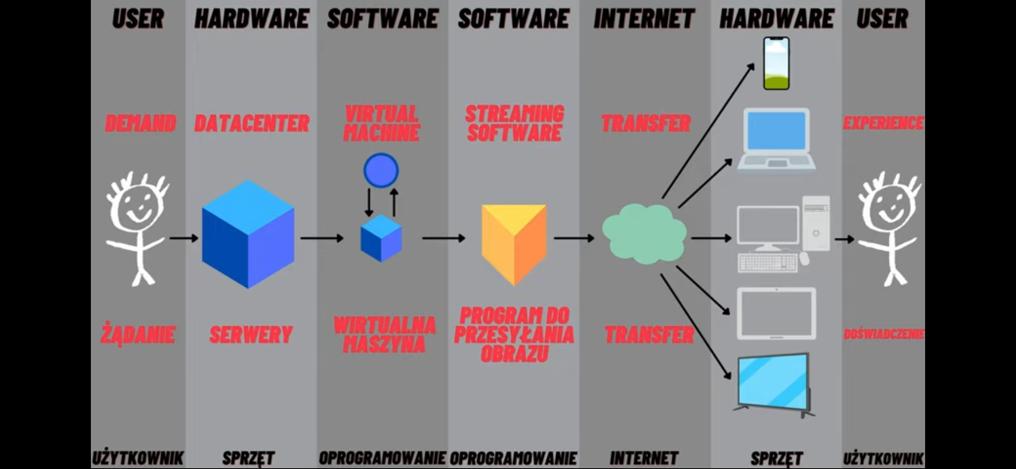 USER
HARDWARE
SOFTWARE
SOFTWARE
INTERNET
HARDWARE
USER
DEMAND
DATACENTER
VIRTUAL
MACHINE
STREAMING
SOFTWARE
TRANSFER
EXPERIENCE
ŻĄDANIE
SERWERY
WIRTUALNA
MASZYNA
PROGRAM DO
PRZESYŁANIA
OBRAZU
TRANSFER
DOŚWIADCZENIE
UŻYTKOWNIK
SPRZĘT
OPROGRAMOWANIE
OPROGRAMOWANIE
INTERNET
SPRZĘT
UŻYTKOWNIK